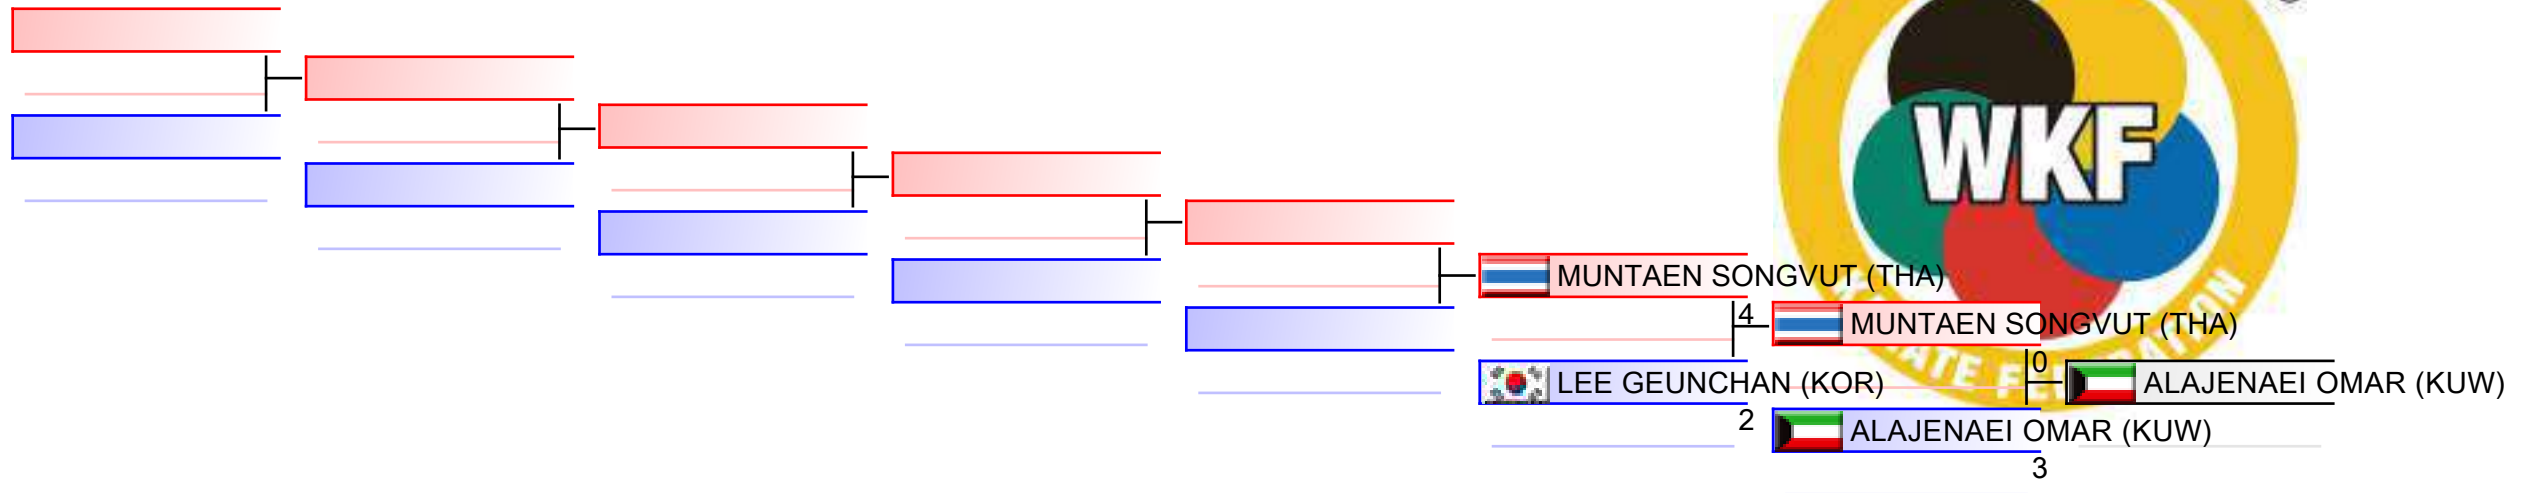 WKF
MUNTAEN SONGVUT (THA)
4
MUNTAEN SONGVUT (THA)
0
LEE GEUNCHAN (KOR)
ALAJENAEI OMAR (KUW)
2
ALAJENAEI OMAR (KUW)
3